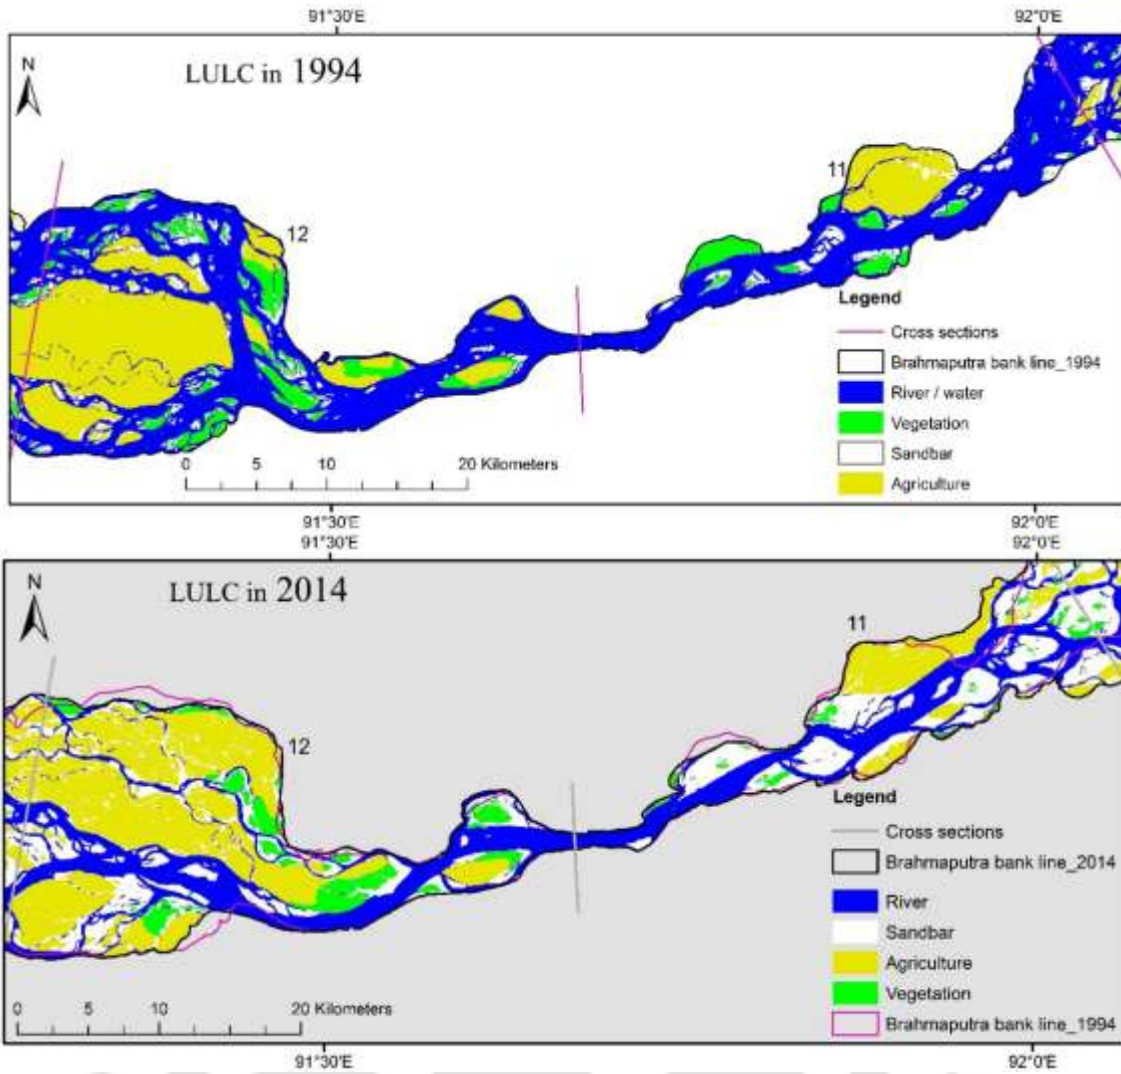 91°30'E
92°0'E
N
LULC in 1994
11
12
Legend
Cross sections
Brahmaputra bank line_1994
River / water
Vegetation
Sandbar
Agriculture
0 5 10 20 Kilometers
91°30'E
92°0'E
91°30'E
92°0'E
N
LULC in 2014
11
12
Legend
Cross sections
Brahmaputra bank line_2014
River
Sandbar
Agriculture
Vegetation
Brahmaputra bank line_1994
0 5 10 20 Kilometers
91°30'E
92°0'E